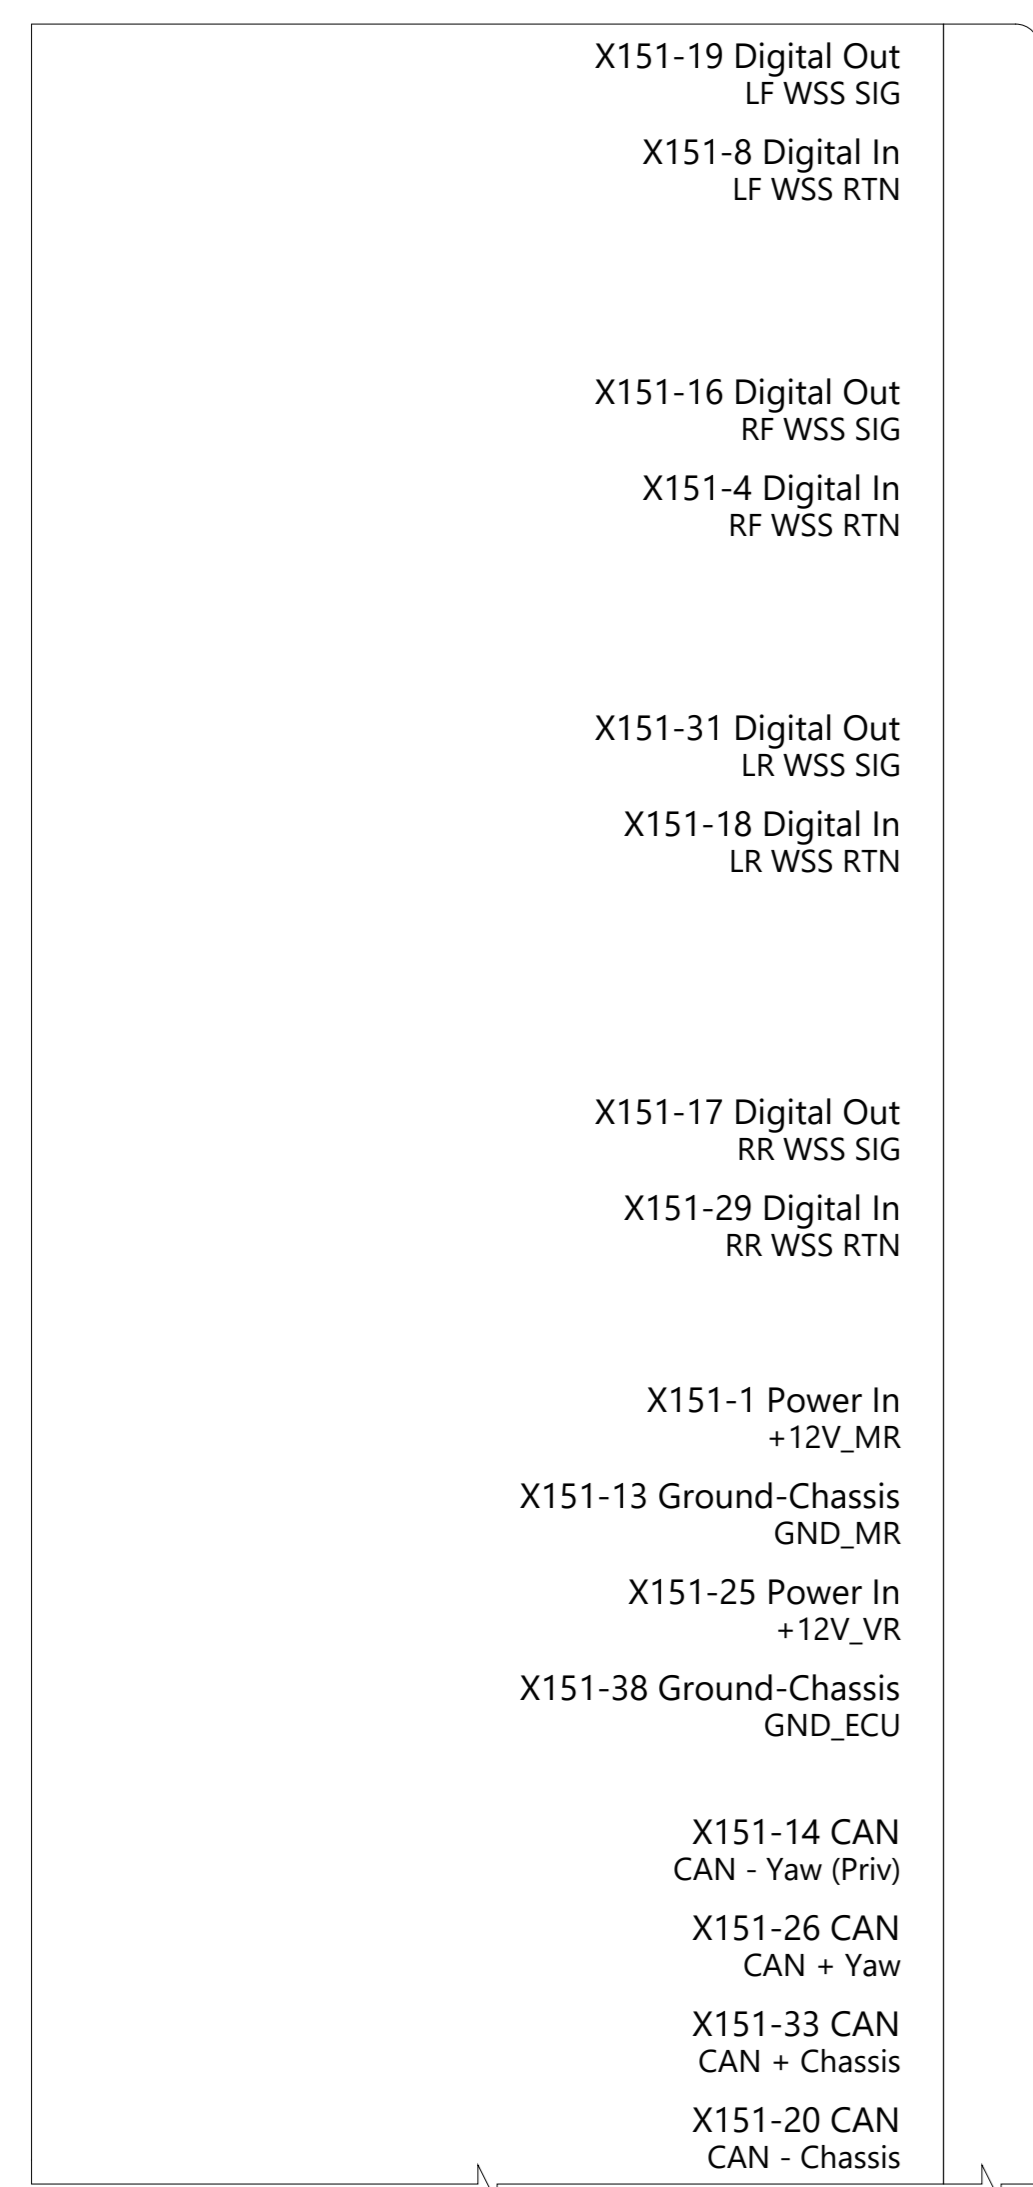 X151-19 Digital Out
LF WSS SIG
X151-8 Digital In
LF WSS RTN
X151-16 Digital Out
RF WSS SIG
X151-4 Digital In
RF WSS RTN
X151-31 Digital Out
LR WSS SIG
X151-18 Digital In
LR WSS RTN
X151-17 Digital Out
RR WSS SIG
X151-29 Digital In
RR WSS RTN
X151-1 Power In
+12V_MR
X151-13 Ground-Chassis
GND_MR
X151-25 Power In
+12V_VR
X151-38 Ground-Chassis
GND_ECU
X151-14 CAN
CAN - Yaw (Priv)
X151-26 CAN
CAN + Yaw
X151-33 CAN
CAN + Chassis
X151-20 CAN
CAN - Chassis